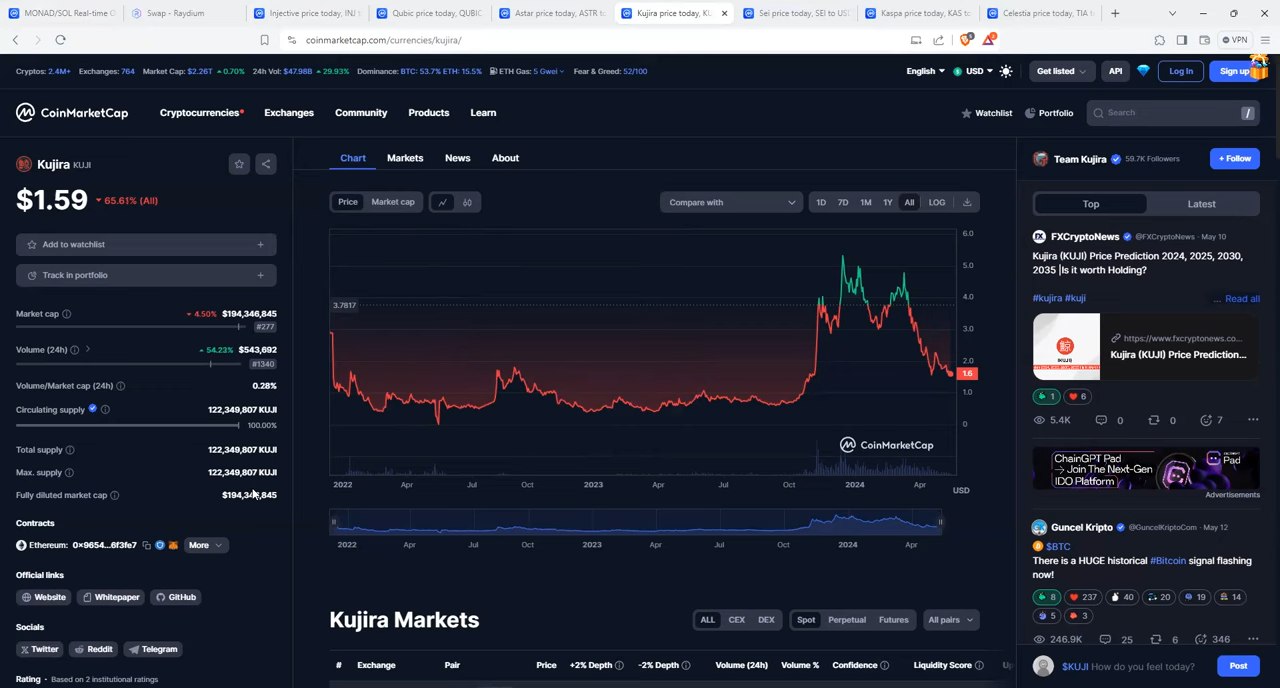 MONAD/SOL Real-time C
Swap - Raydium
Injective price today, INJ t
Qubic price today, QUBIC
Astar price today, ASTR to
Kujira price today, KU
Sei price today, SEI to US
Kaspa price today, KAS to
Celestia price today, TIA t
coinmarketcap.com/currencies/kujira/
VPN
Cryptos: 2.4M+ Exchanges: 764 Market Cap: $2.26T 0.70% 24h Vol: $47.98B 29.93% Dominance: BTC: 53.7% ETH: 15.5% ETH Gas: 5 Gwei Fear & Greed: 52/100
English USD Get listed API Log In Sign up
CoinMarketCap Cryptocurrencies Exchanges Community Products Learn
Watchlist Portfolio Search /
Kujira KUJI
$1.59 65.61% (All)
Add to watchlist +
Track in portfolio +
Market cap 4.50% $194,346,845
#277
Volume (24h) 54.23% $543,692
#1340
Volume/Market cap (24h) 0.28%
Circulating supply 122,349,807 KUJI
100.00%
Total supply 122,349,807 KUJI
Max. supply 122,349,807 KUJI
Fully diluted market cap $194,346,845
Contracts
Ethereum: 0x9654...6f3fe7 More
Official links
Website Whitepaper GitHub
Socials
Twitter Reddit Telegram
Rating · Based on 2 institutional ratings
Chart Markets News About
Price Market cap
Compare with
1D 7D 1M 1Y All LOG
6.0
5.0
4.0
3.0
2.0
1.6
1.0
0
3.7817
CoinMarketCap
2022 Apr Jul Oct 2023 Apr Jul Oct 2024 Apr
USD
2022 Apr Jul Oct 2023 Apr Jul Oct 2024 Apr
Kujira Markets
ALL CEX DEX Spot Perpetual Futures All pairs
# Exchange Pair Price +2% Depth -2% Depth Volume (24h) Volume % Confidence Liquidity Score Up
Team Kujira 59.7K Followers + Follow
Top Latest
FXCryptoNews @FXCryptoNews · May 10
Kujira (KUJI) Price Prediction 2024, 2025, 2030,
2035 |Is it worth Holding?
#kujira #kuji ... Read all
https://www.fxcryptonews.co...
Kujira (KUJI) Price Prediction...
1 6
5.4K 0 0 7 ...
ChainGPT Pad
→ Join The Next-Gen
IDO Platform
Pad
Advertisements
Guncel Kripto @GuncelKriptoCom · May 12
$BTC
There is a HUGE historical #Bitcoin signal flashing
now!
8 237 40 20 19 14
5 3
246.9K 25 6 346 ...
$KUJI How do you feel today? Post